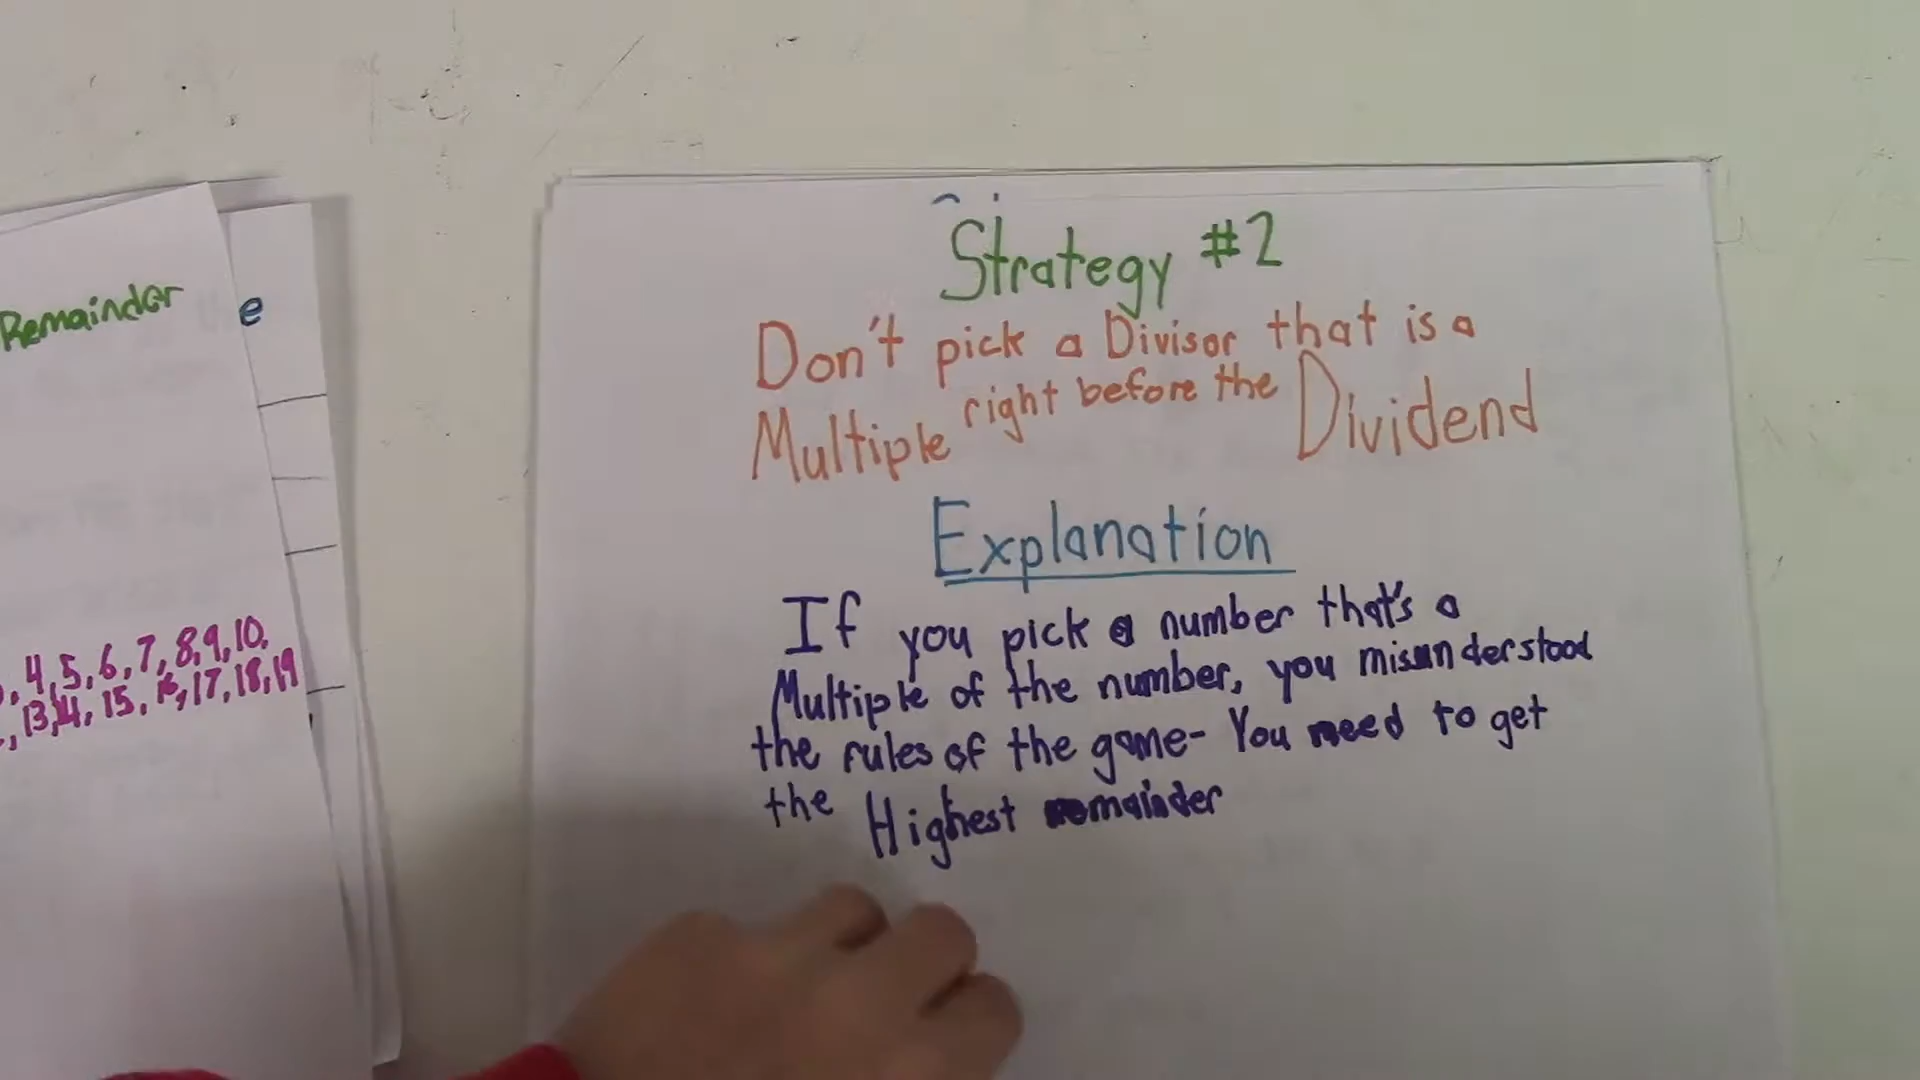 Remainder
e
4, 5, 6, 7, 8, 9, 10,
13, 14, 15, 16, 17, 18, 19
Strategy #2
Don't pick a Divisor that is a
Multiple right before the Dividend
Explanation
If you pick a number that's a
Multiple of the number, you misunderstood
the rules of the game- You need to get
the Highest remainder